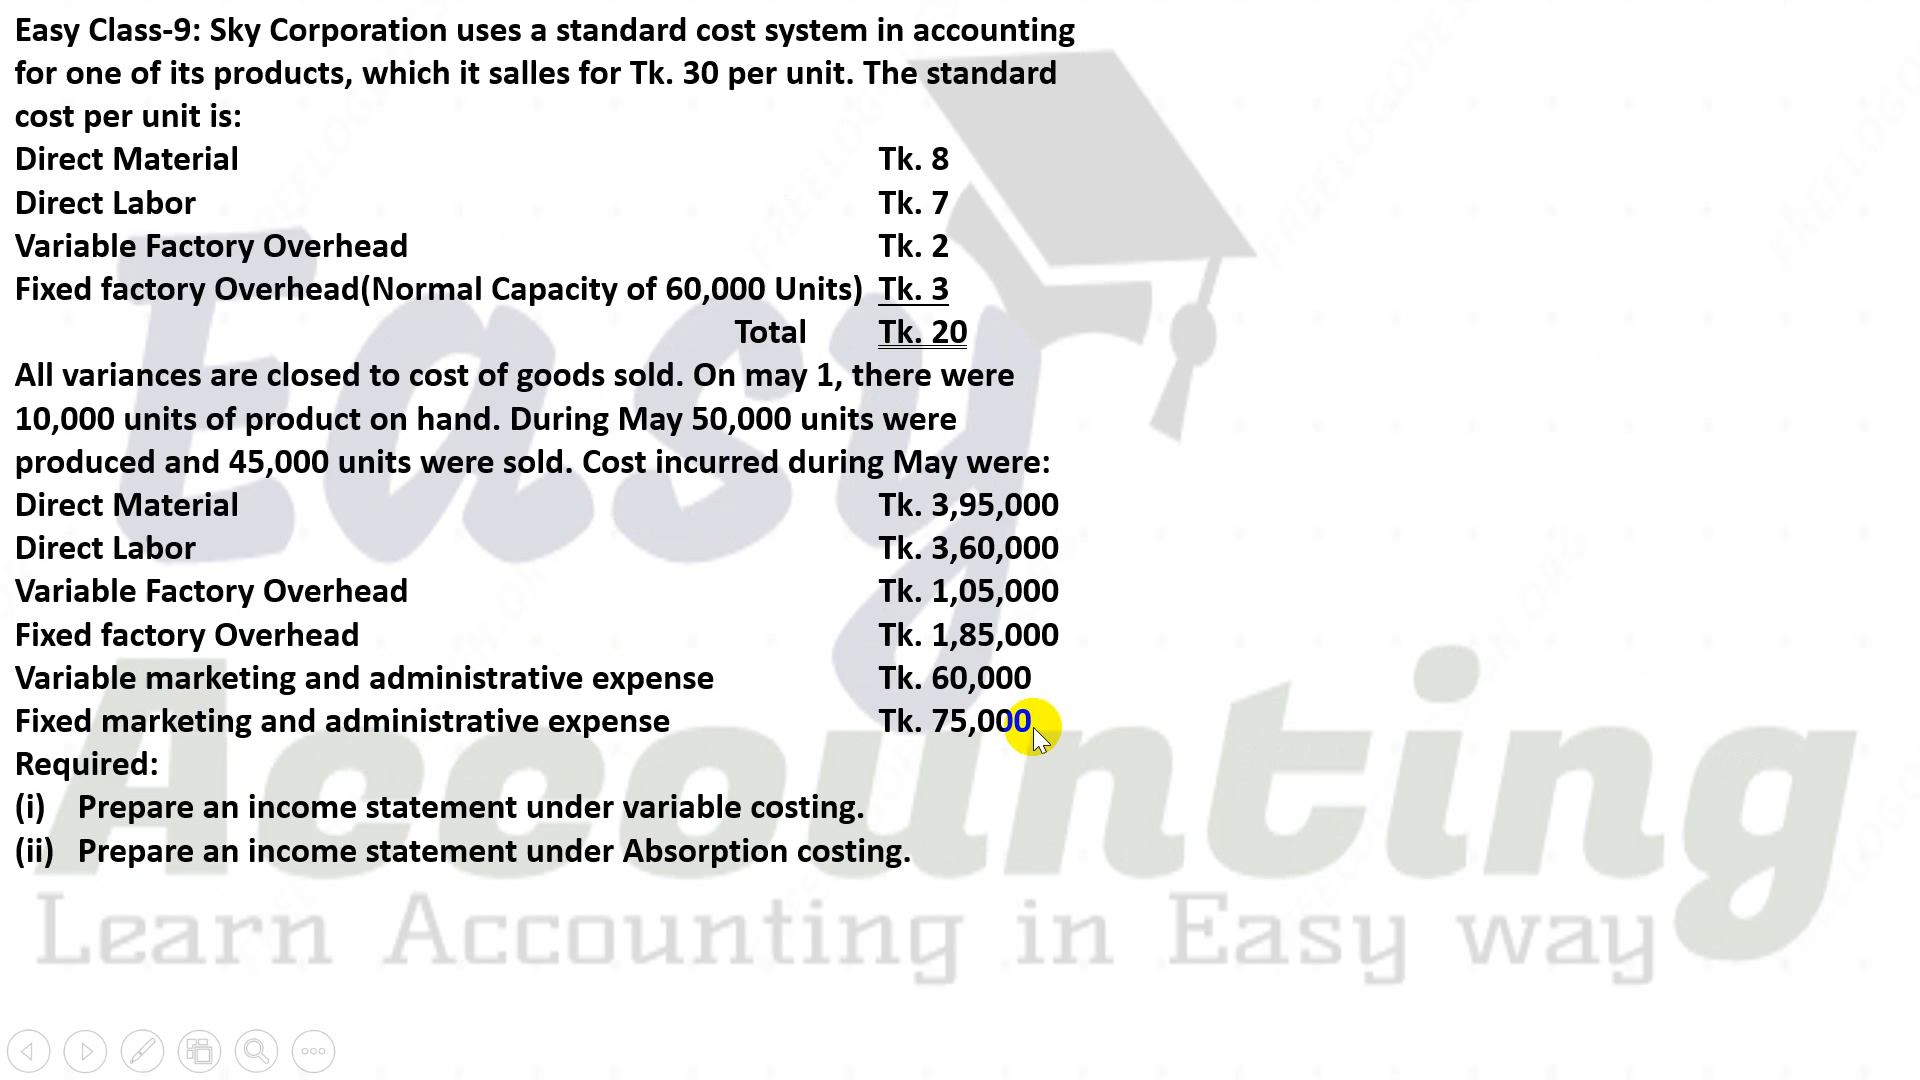 Easy Class-9: Sky Corporation uses a standard cost system in accounting
for one of its products, which it salles for Tk. 30 per unit. The standard
cost per unit is:
Direct Material Tk. 8
Direct Labor Tk. 7
Variable Factory Overhead Tk. 2
Fixed factory Overhead(Normal Capacity of 60,000 Units) Tk. 3
Total Tk. 20
All variances are closed to cost of goods sold. On may 1, there were
10,000 units of product on hand. During May 50,000 units were
produced and 45,000 units were sold. Cost incurred during May were:
Direct Material Tk. 3,95,000
Direct Labor Tk. 3,60,000
Variable Factory Overhead Tk. 1,05,000
Fixed factory Overhead Tk. 1,85,000
Variable marketing and administrative expense Tk. 60,000
Fixed marketing and administrative expense Tk. 75,000
Required:
(i) Prepare an income statement under variable costing.
(ii) Prepare an income statement under Absorption costing.
Easy
Accounting
Learn Accounting in Easy way